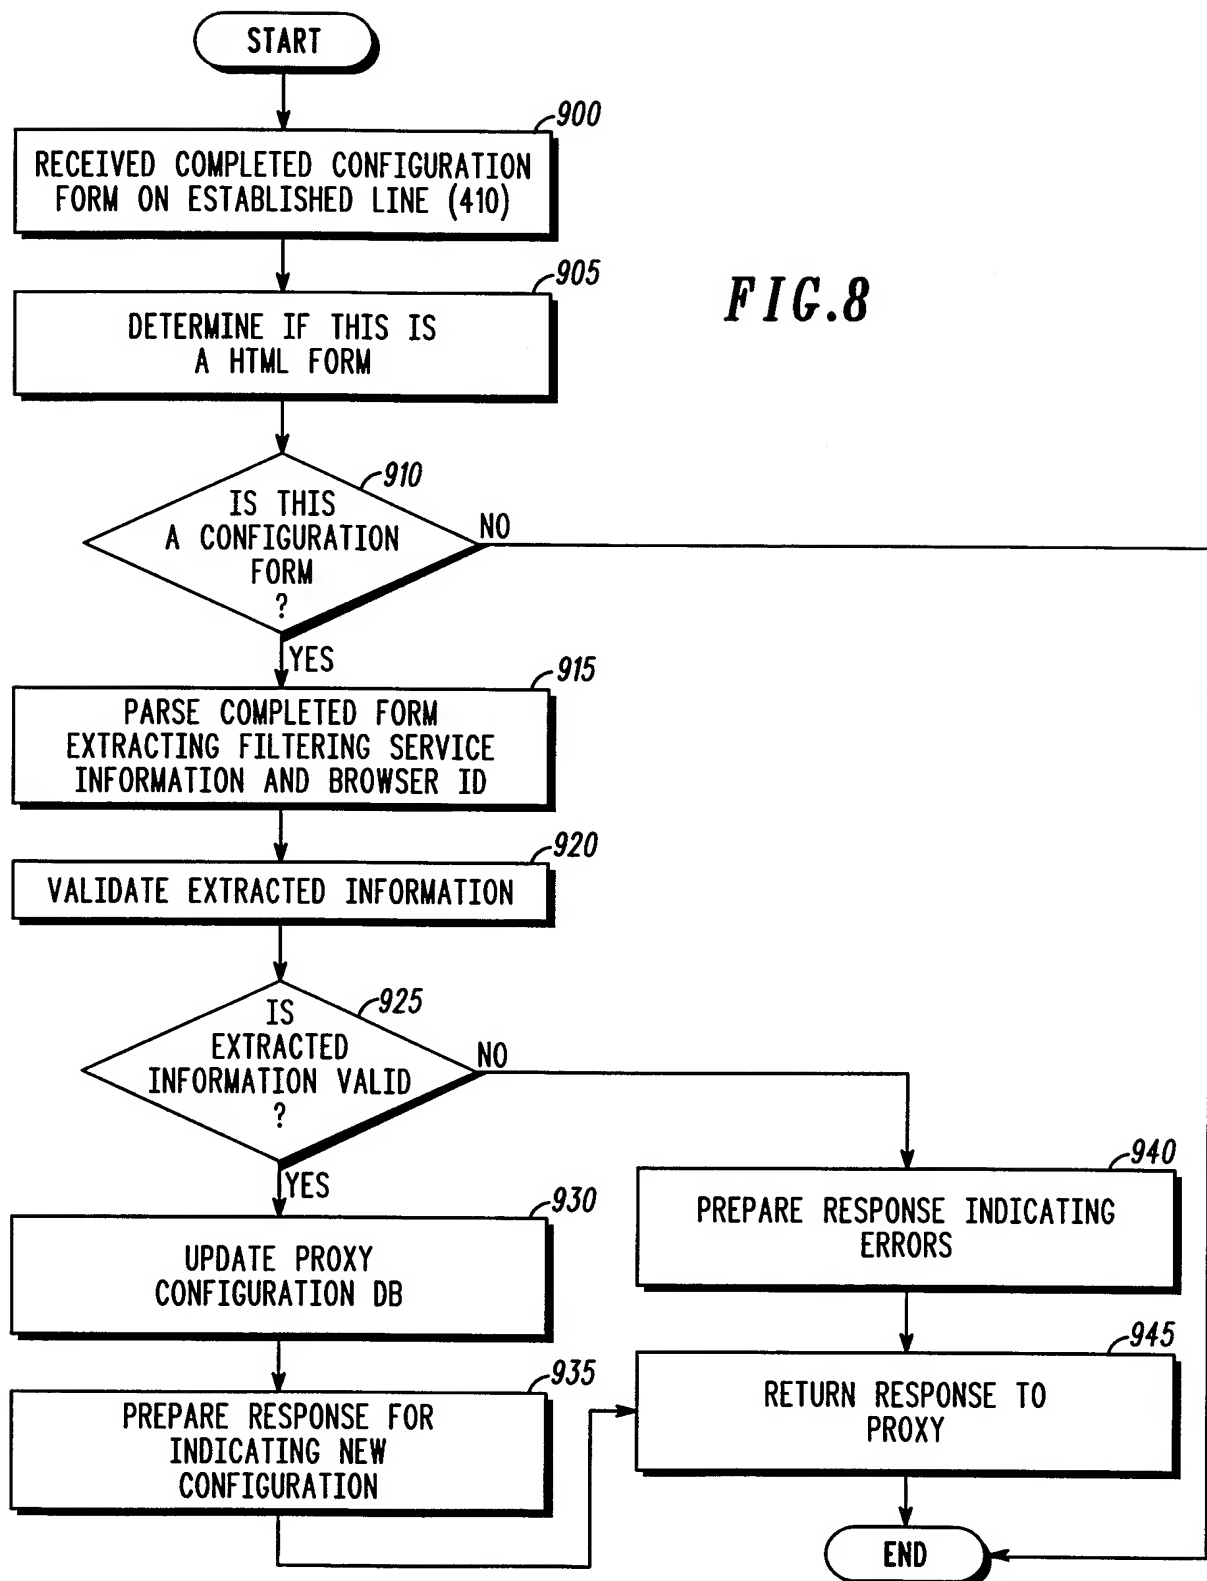 START
900
RECEIVED COMPLETED CONFIGURATION
FORM ON ESTABLISHED LINE (410)
905
DETERMINE IF THIS IS
A HTML FORM
FIG.8
910
IS THIS
A CONFIGURATION
FORM
?
NO
YES
915
PARSE COMPLETED FORM
EXTRACTING FILTERING SERVICE
INFORMATION AND BROWSER ID
920
VALIDATE EXTRACTED INFORMATION
925
IS
EXTRACTED
INFORMATION VALID
?
NO
YES
930
UPDATE PROXY
CONFIGURATION DB
935
PREPARE RESPONSE FOR
INDICATING NEW
CONFIGURATION
940
PREPARE RESPONSE INDICATING
ERRORS
945
RETURN RESPONSE TO
PROXY
END